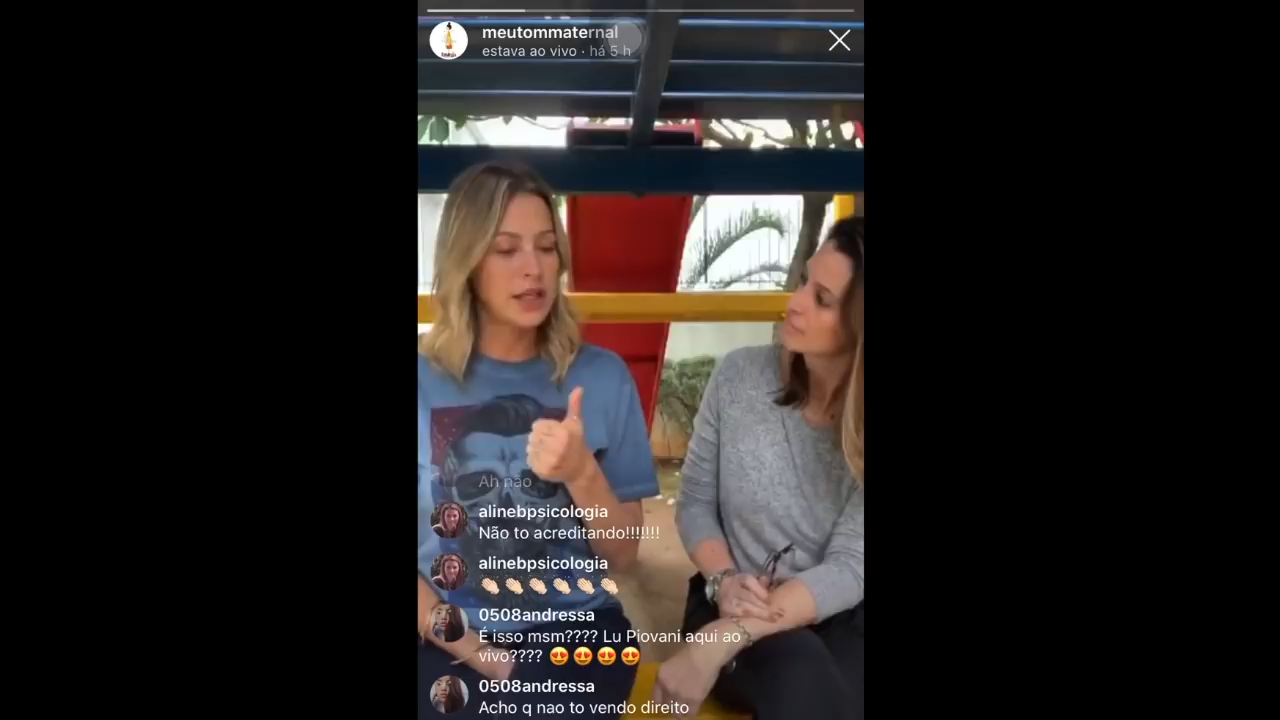 meutommaternal
estava ao vivo · há 5 h
Ah não
alinebpsicologia
Não to acreditando!!!!!!!
alinebpsicologia
👏🏻👏🏻👏🏻👏🏻👏🏻👏🏻
0508andressa
É isso msm???? Lu Piovani aqui ao
vivo???? 😍😍😍😍
0508andressa
Acho q nao to vendo direito